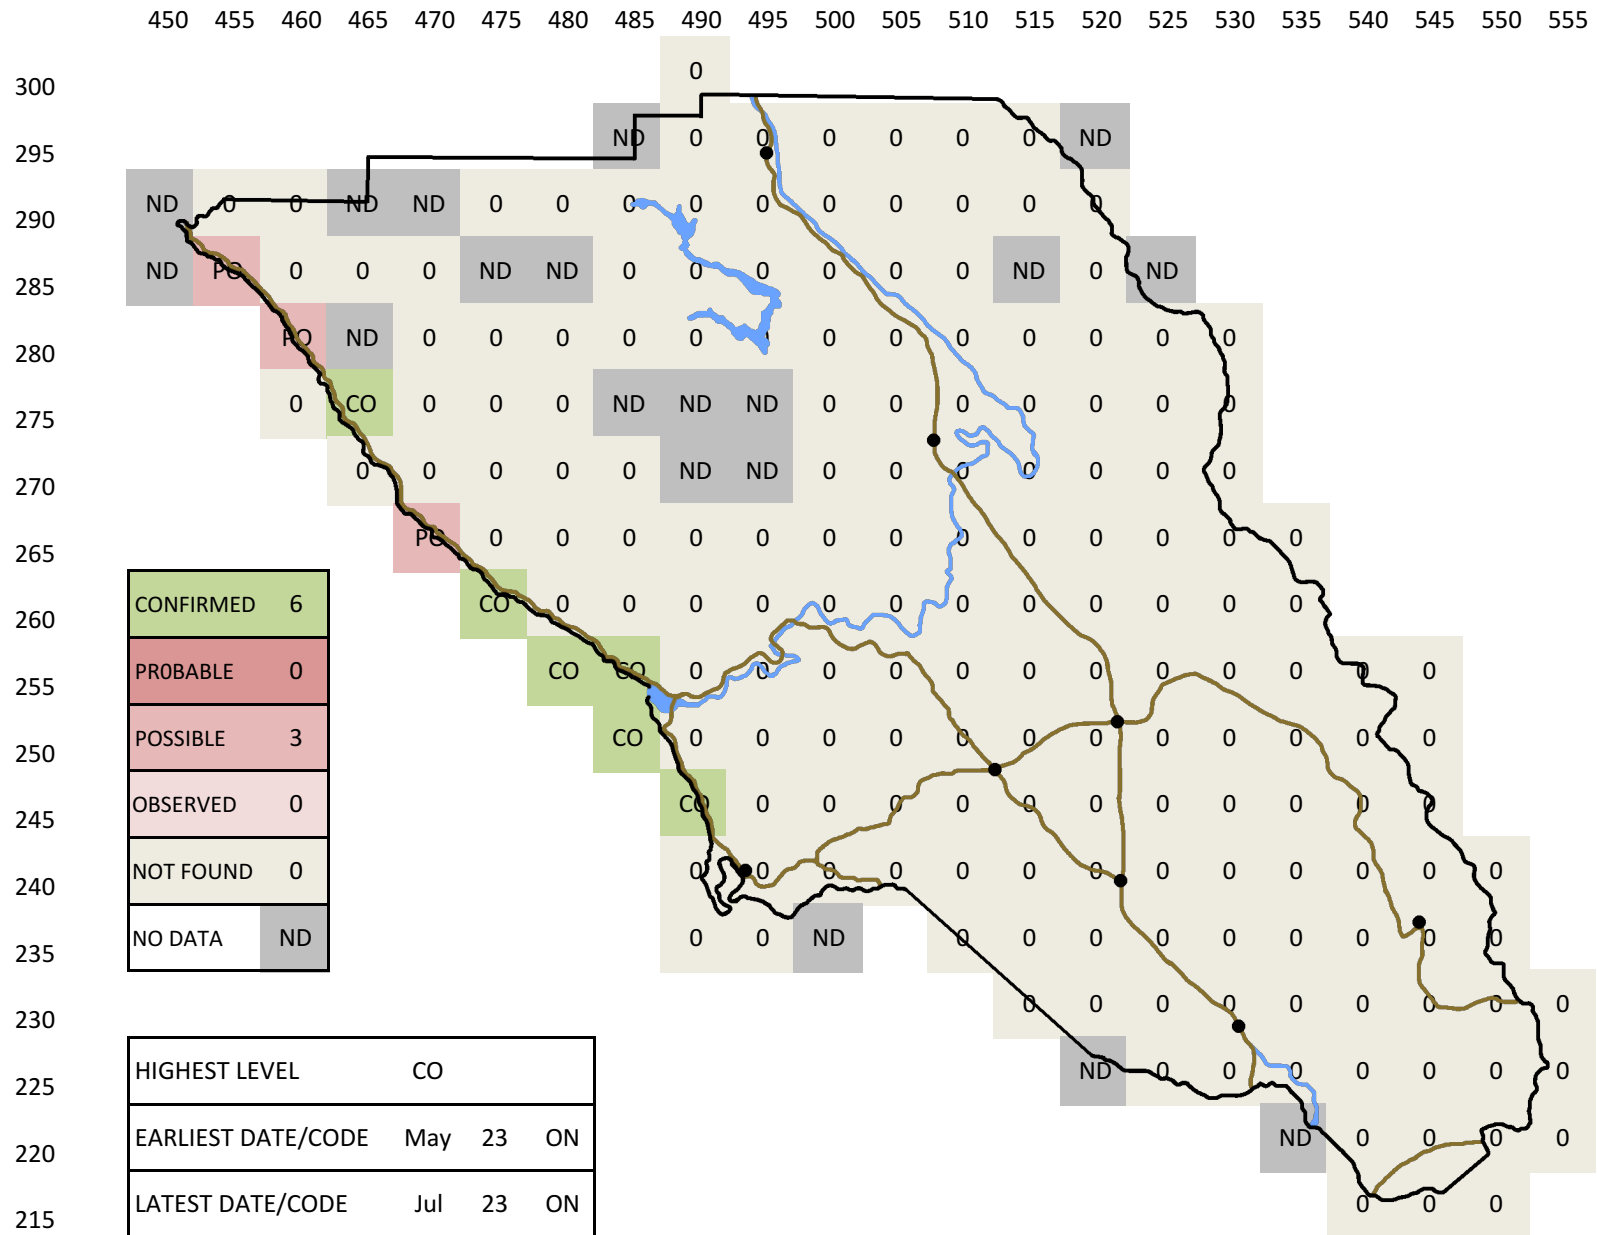 450 455 460 465 470 475 480 485 490 495 500 505 510 515 520 525 530 535 540 545 550 555
300 0
295 ND 0 0 0 0 0 0 ND
290 ND 0 0 ND ND 0 0 0 0 0 0 0 0 0 0
285 ND PO 0 0 0 ND ND 0 0 0 0 0 0 ND 0 ND
280 PO ND 0 0 0 0 0 0 0 0 0 0 0 0 0
275 0 CO 0 0 0 ND ND ND 0 0 0 0 0 0 0
270 0 0 0 0 0 ND ND 0 0 0 0 0 0 0
265 PO 0 0 0 0 0 0 0 0 0 0 0 0 0
260 CO 0 0 0 0 0 0 0 0 0 0 0 0
255 CO CO 0 0 0 0 0 0 0 0 0 0 0 0
250 CO 0 0 0 0 0 0 0 0 0 0 0 0
245 CO 0 0 0 0 0 0 0 0 0 0 0
240 0 0 0 0 0 0 0 0 0 0 0 0 0
235 0 0 ND 0 0 0 0 0 0 0 0 0
230 0 0 0 0 0 0 0 0 0
225 ND 0 0 0 0 0 0 0
220 ND 0 0 0 0
215 0 0 0
CONFIRMED 6
PR0BABLE 0
POSSIBLE 3
OBSERVED 0
NOT FOUND 0
NO DATA ND
HIGHEST LEVEL CO
EARLIEST DATE/CODE May 23 ON
LATEST DATE/CODE Jul 23 ON